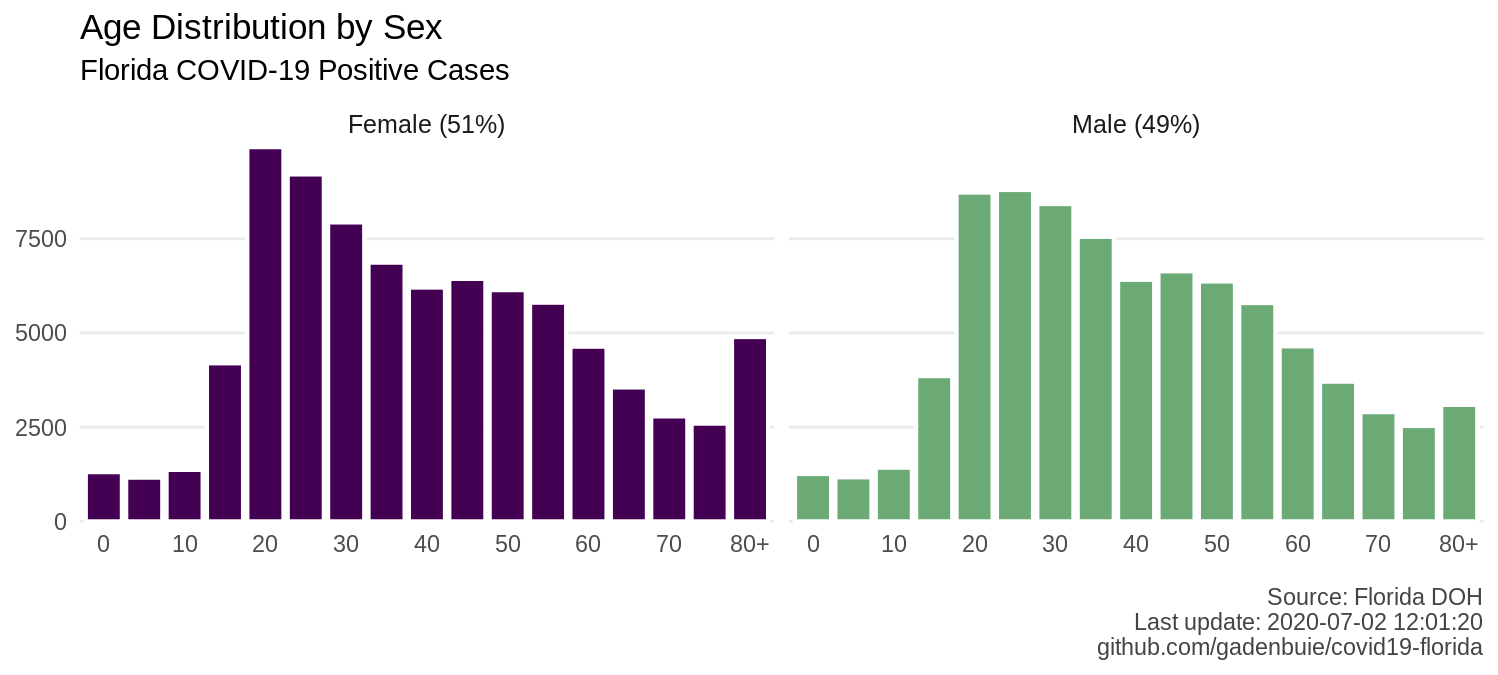 Age Distribution by Sex
Florida COVID-19 Positive Cases
Female (51%)
Male (49%)
7500
5000
2500
0
0 10 20 30 40 50 60 70 80+
0 10 20 30 40 50 60 70 80+
Source: Florida DOH
Last update: 2020-07-02 12:01:20
github.com/gadenbuie/covid19-florida